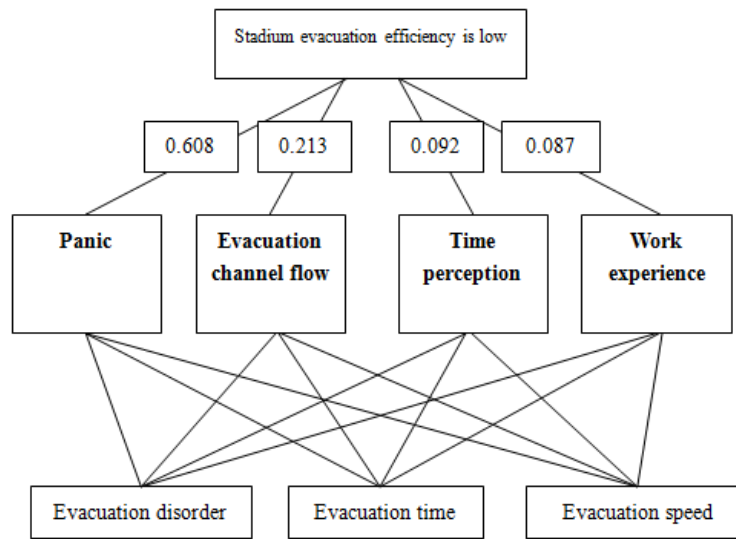 Stadium evacuation efficiency is low
0.608
0.213
0.092
0.087
Panic
Evacuation
channel flow
Time
perception
Work
experience
Evacuation disorder
Evacuation time
Evacuation speed